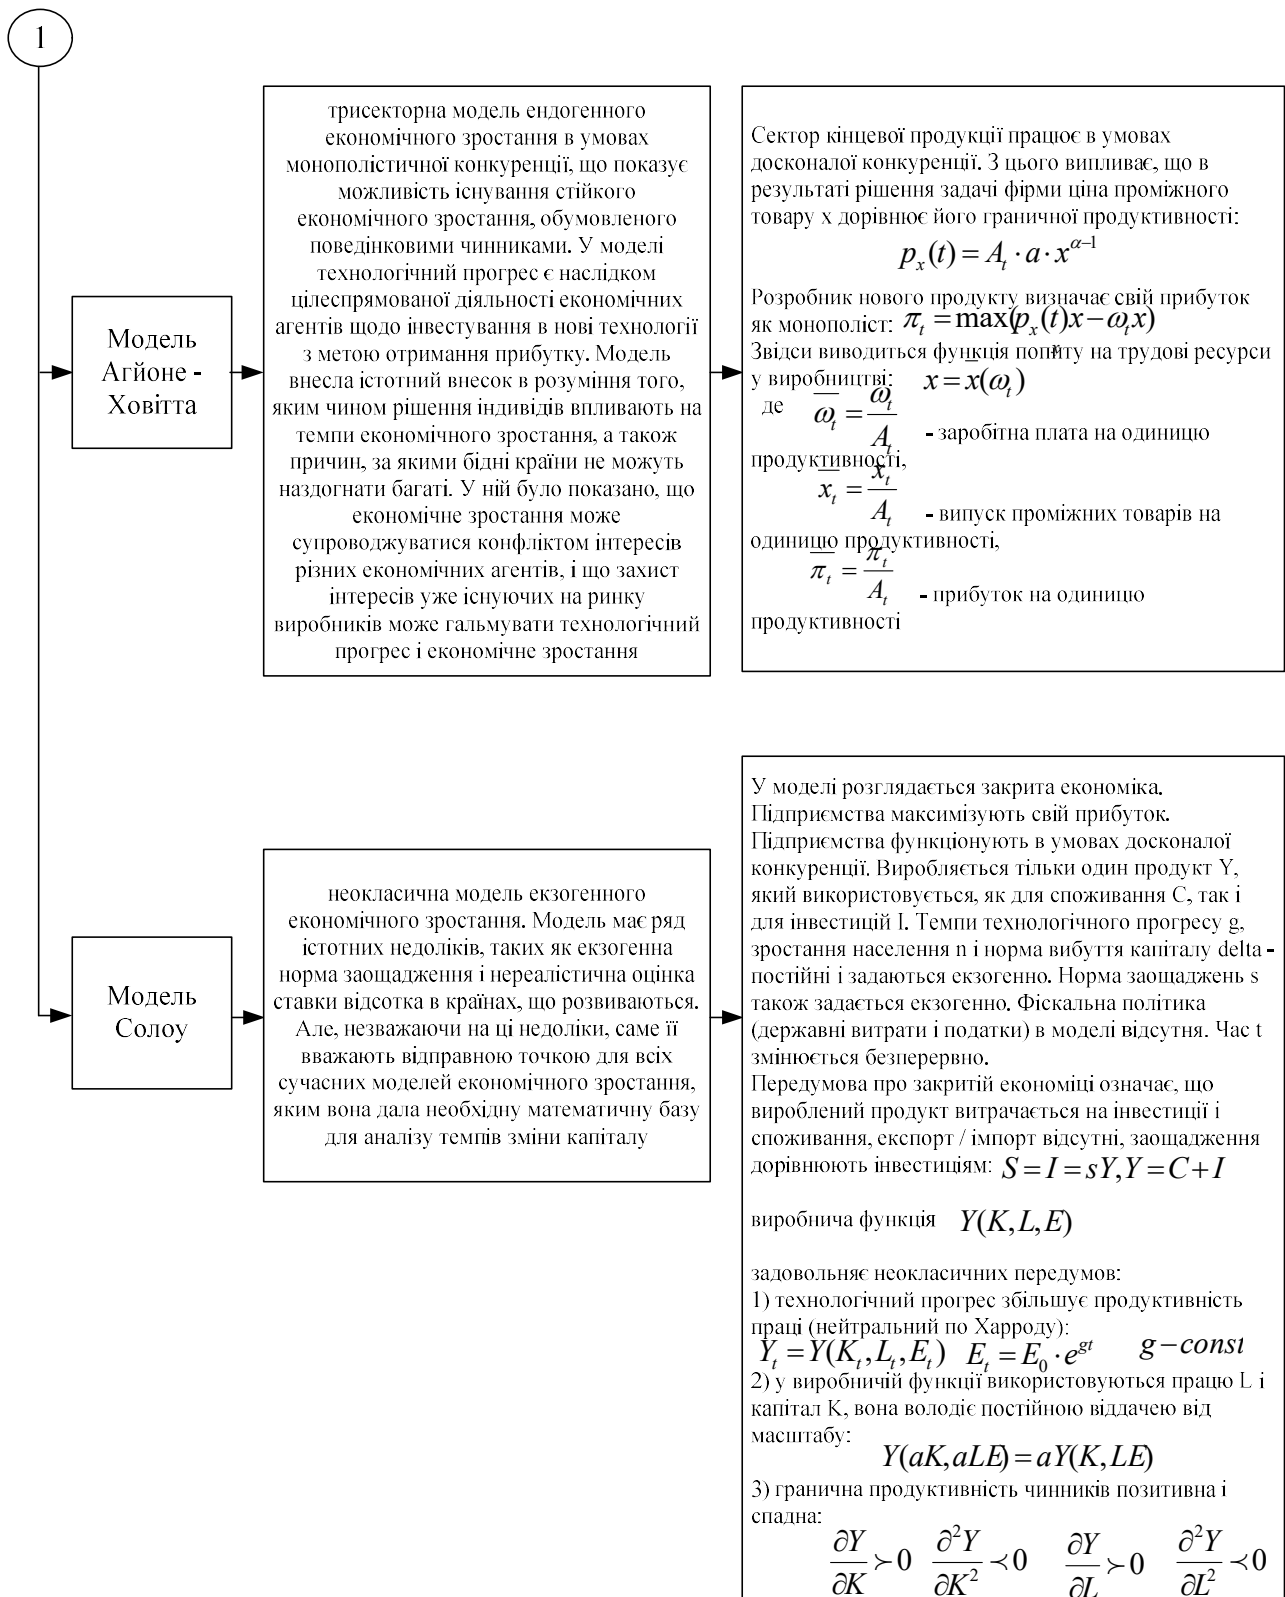 1
Модель
Агйоне -
Ховітта
трисекторна модель ендогенного
економічного зростання в умовах
монополістичної конкуренції, що показує
можливість існування стійкого
економічного зростання, обумовленого
поведінковими чинниками. У моделі
технологічний прогрес є наслідком
цілеспрямованої діяльності економічних
агентів щодо інвестування в нові технології
з метою отримання прибутку. Модель
внесла істотний внесок в розуміння того,
яким чином рішення індивідів впливають на
темпи економічного зростання, а також
причин, за якими бідні країни не можуть
наздогнати багаті. У ній було показано, що
економічне зростання може
супроводжуватися конфліктом інтересів
різних економічних агентів, і що захист
інтересів уже існуючих на ринку
виробників може гальмувати технологічний
прогрес і економічне зростання
Сектор кінцевої продукції працює в умовах
досконалої конкуренції. З цього випливає, що в
результаті рішення задачі фірми ціна проміжного
товару x дорівнює його граничної продуктивності:
p_x(t) = A_t · a · x^{α−1}
Розробник нового продукту визначає свій прибуток
як монополіст: π_t = max(p_x(t)x − ω_t x)
x
Звідси виводиться функція попиту на трудові ресурси
у виробництві: x = x̅(ω_t)
де ω̅_t = ω_t / A_t - заробітна плата на одиницю
продуктивності,
x̅_t = x_t / A_t - випуск проміжних товарів на
одиницю продуктивності,
π̅_t = π_t / A_t - прибуток на одиницю
продуктивності
Модель
Солоу
неокласична модель екзогенного
економічного зростання. Модель має ряд
істотних недоліків, таких як екзогенна
норма заощадження і нереалістична оцінка
ставки відсотка в країнах, що розвиваються.
Але, незважаючи на ці недоліки, саме її
вважають відправною точкою для всіх
сучасних моделей економічного зростання,
яким вона дала необхідну математичну базу
для аналізу темпів зміни капіталу
У моделі розглядається закрита економіка.
Підприємства максимізують свій прибуток.
Підприємства функціонують в умовах досконалої
конкуренції. Виробляється тільки один продукт Y,
який використовується, як для споживання C, так і
для інвестицій I. Темпи технологічного прогресу g,
зростання населення n і норма вибуття капіталу delta -
постійні і задаються екзогенно. Норма заощаджень s
також задається екзогенно. Фіскальна політика
(державні витрати і податки) в моделі відсутня. Час t
змінюється безперервно.
Передумова про закритій економіці означає, що
вироблений продукт витрачається на інвестиції і
споживання, експорт / імпорт відсутні, заощадження
дорівнюють інвестиціям: S = I = sY, Y = C + I
виробнича функція Y(K, L, E)
задовольняє неокласичних передумов:
1) технологічний прогрес збільшує продуктивність
праці (нейтральний по Харроду):
Y_t = Y(K_t, L_t, E_t) E_t = E_0 · e^{gt} g − const
2) у виробничій функції використовуються працю L і
капітал K, вона володіє постійною віддачею від
масштабу:
Y(aK, aLE) = aY(K, LE)
3) гранична продуктивність чинників позитивна і
спадна:
∂Y/∂K ≻ 0 ∂²Y/∂K² ≺ 0 ∂Y/∂L ≻ 0 ∂²Y/∂L² ≺ 0